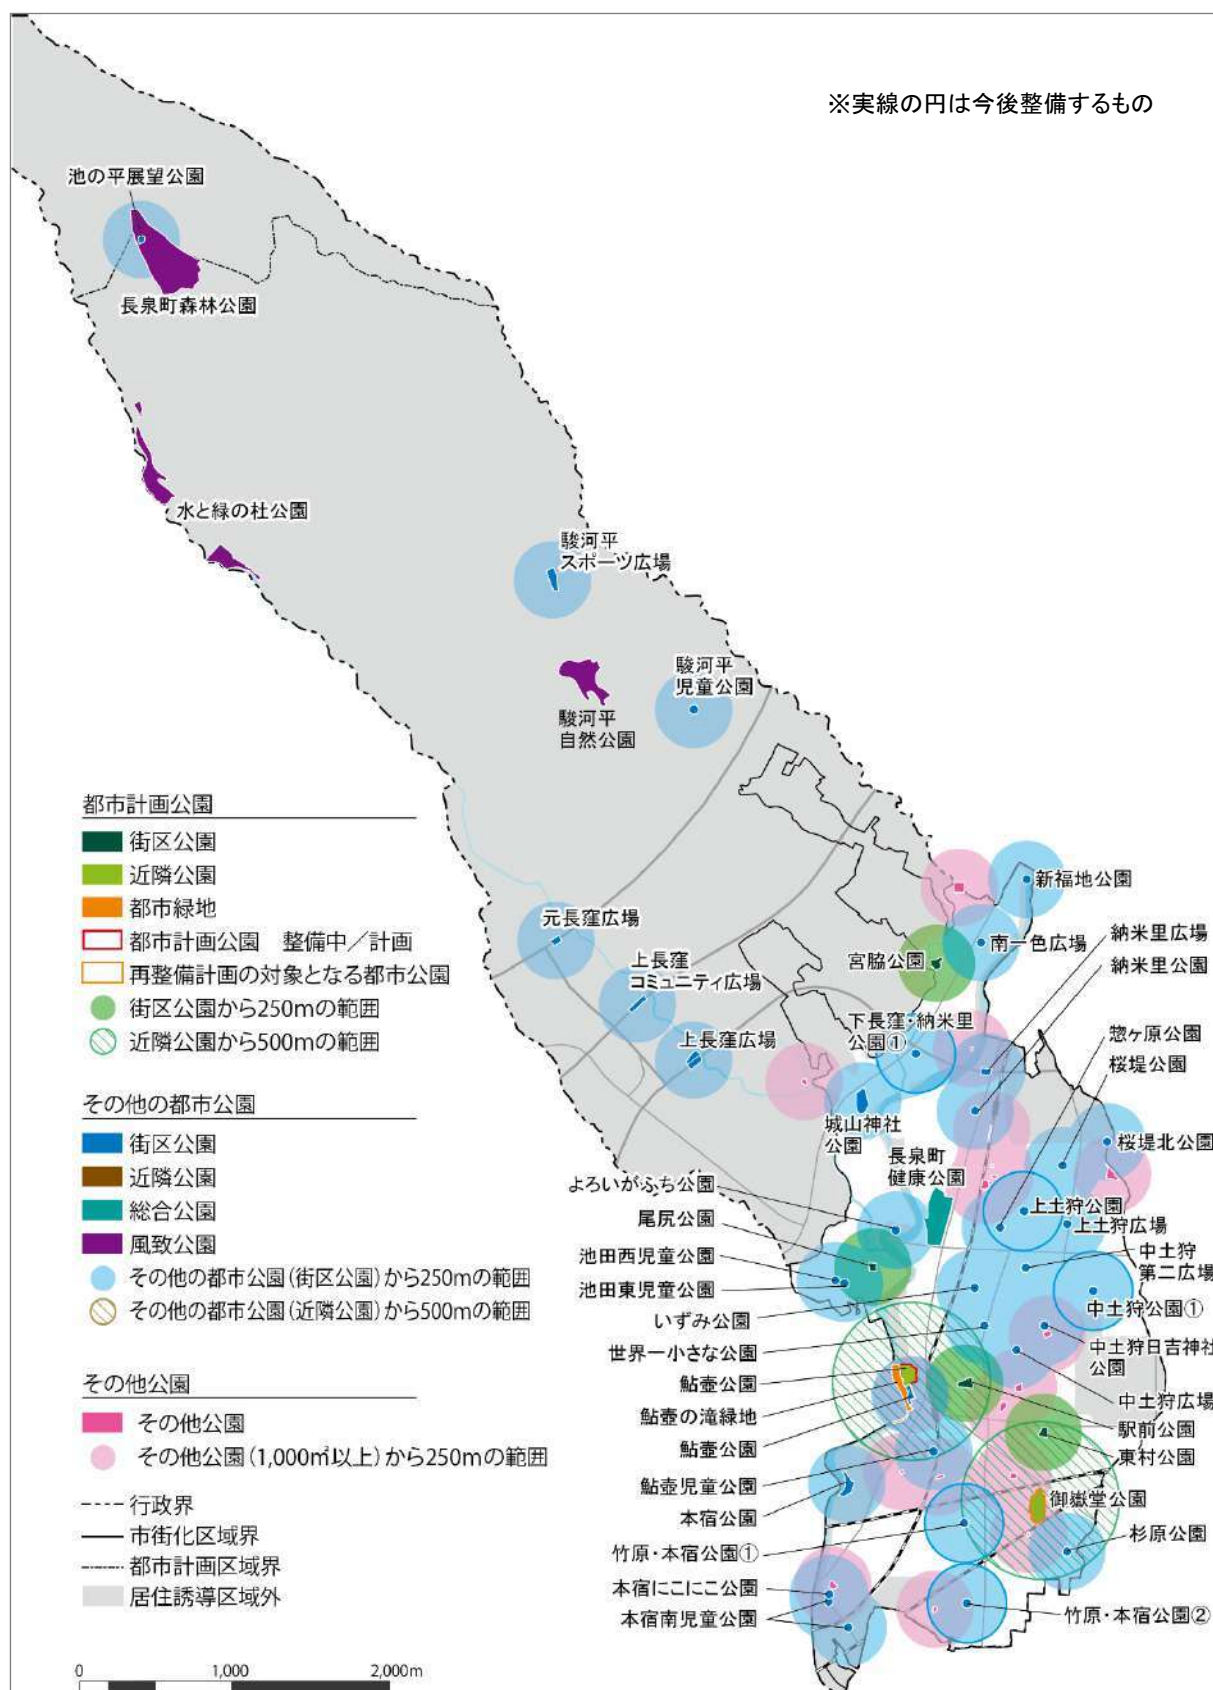 ※実線の円は今後整備するもの
池の平展望公園
長泉町森林公園
水と緑の杜公園
駿河平
スポーツ広場
駿河平
児童公園
駿河平
自然公園
都市計画公園
街区公園
近隣公園
都市緑地
都市計画公園 整備中／計画
再整備計画の対象となる都市公園
街区公園から250mの範囲
近隣公園から500mの範囲
その他の都市公園
街区公園
近隣公園
総合公園
風致公園
その他の都市公園(街区公園)から250mの範囲
その他の都市公園(近隣公園)から500mの範囲
その他公園
その他公園
その他公園(1,000㎡以上)から250mの範囲
行政界
市街化区域界
都市計画区域界
居住誘導区域外
0 1,000 2,000m
新福地公園
元長窪広場
南一色広場
納米里広場
宮脇公園
納米里公園
上長窪
コミュニティ広場
上長窪広場
下長窪・納米里
公園①
惣ヶ原公園
桜堤公園
城山神社
公園
長泉町
健康公園
桜堤北公園
よろいがふち公園
上土狩公園
尾尻公園
上土狩広場
池田西児童公園
中土狩
第二広場
池田東児童公園
中土狩公園①
いずみ公園
世界一小さな公園
中土狩日吉神社
公園
鮎壺公園
中土狩広場
鮎壺の滝緑地
駅前公園
鮎壺公園
東村公園
鮎壺児童公園
御嶽堂公園
本宿公園
杉原公園
竹原・本宿公園①
本宿にこにこ公園
本宿南児童公園
竹原・本宿公園②